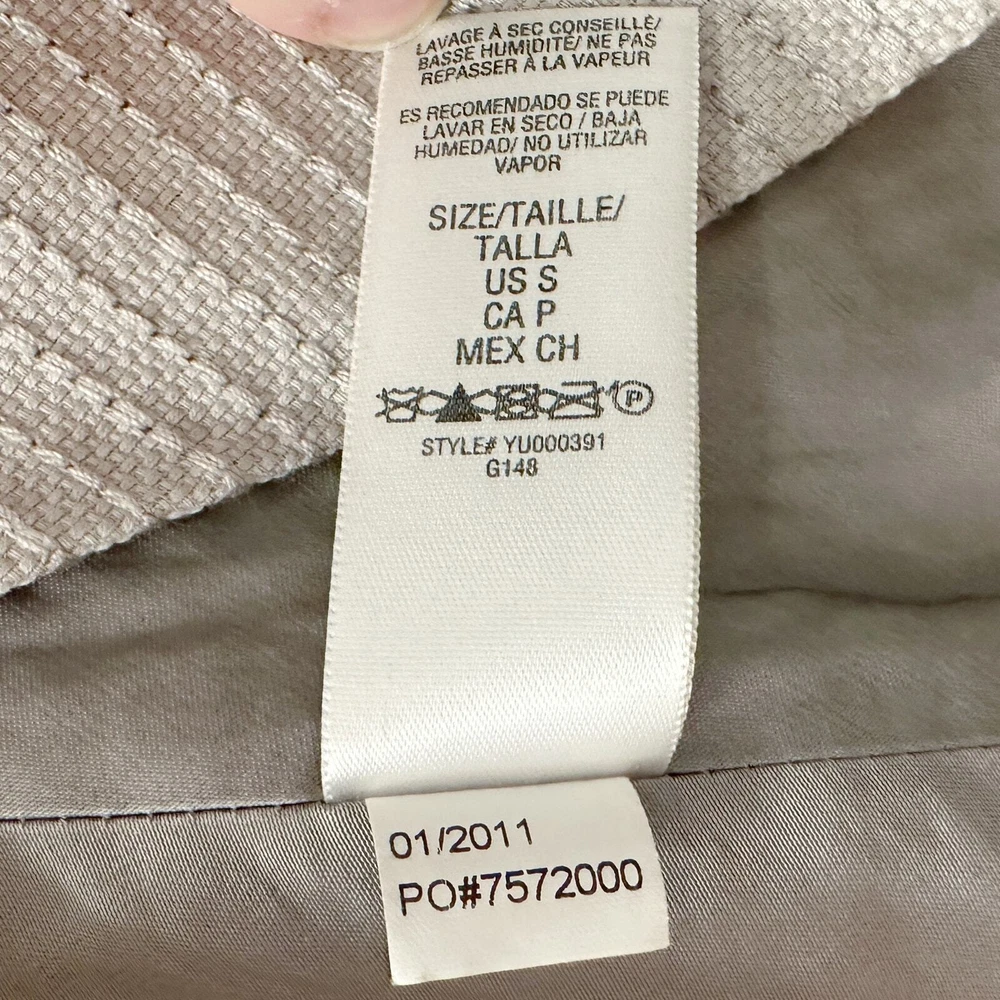 LAVAGE À SEC CONSEILLÉ/
BASSE HUMIDITÉ/ NE PAS
REPASSER À LA VAPEUR
ES RECOMENDADO SE PUEDE
LAVAR EN SECO / BAJA
HUMEDAD/ NO UTILIZAR
VAPOR
SIZE/TAILLE/
TALLA
US S
CA P
MEX CH
P
STYLE# YU000391
G148
01/2011
PO#7572000